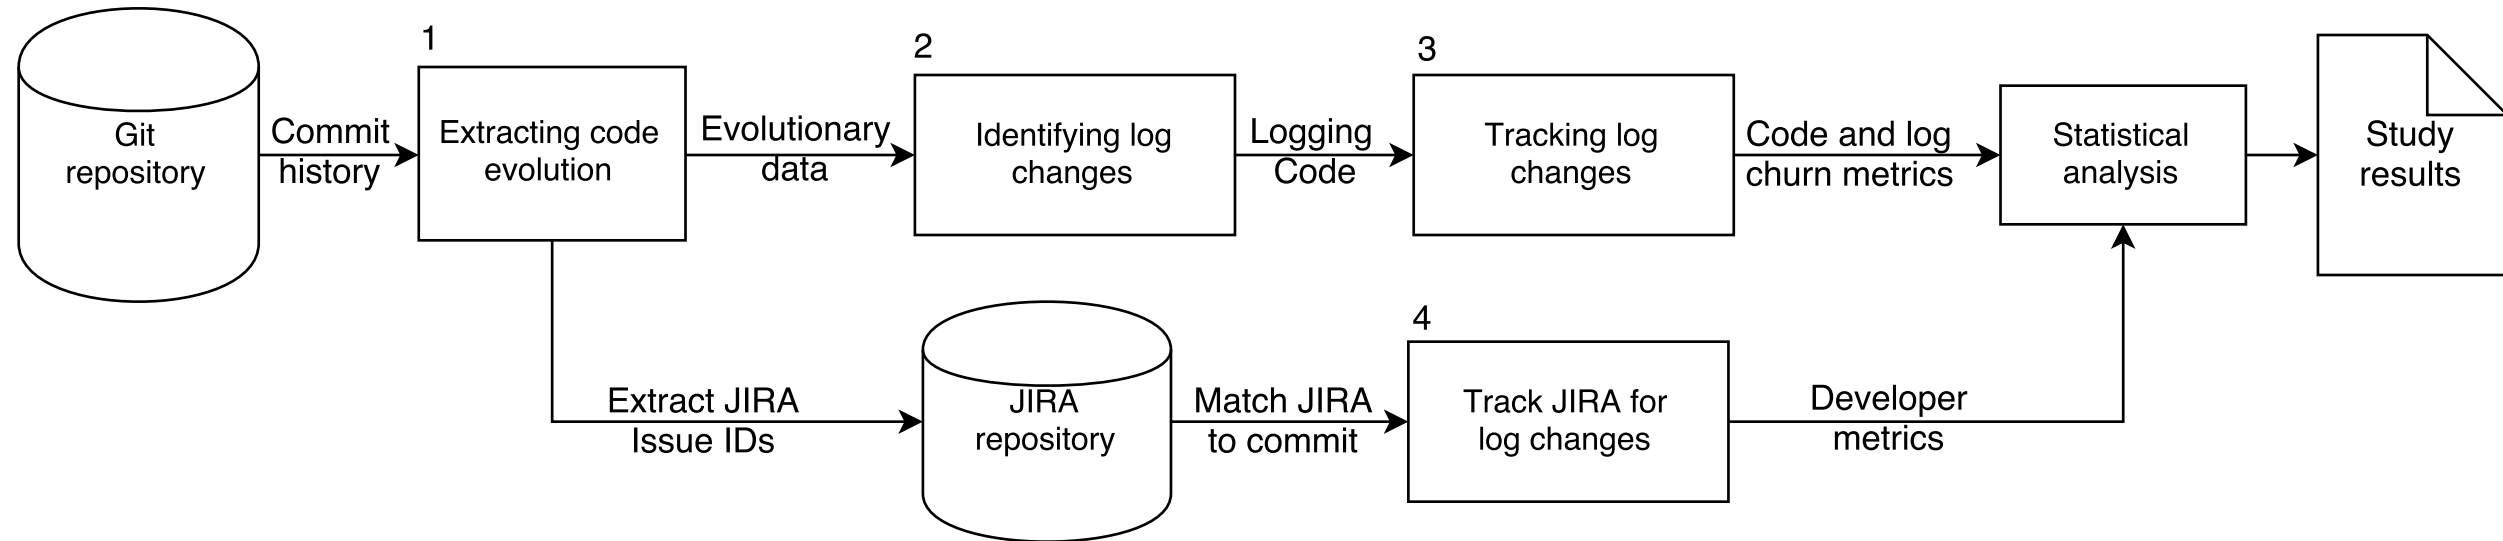 Git
repository
Commit
history
1
Extracting code
evolution
Evolutionary
data
2
Identifying log
changes
Logging
Code
3
Tracking log
changes
Code and log
churn metrics
Statistical
analysis
Study
results
Extract JIRA
Issue IDs
JIRA
repository
Match JIRA
to commit
4
Track JIRA for
log changes
Developer
metrics